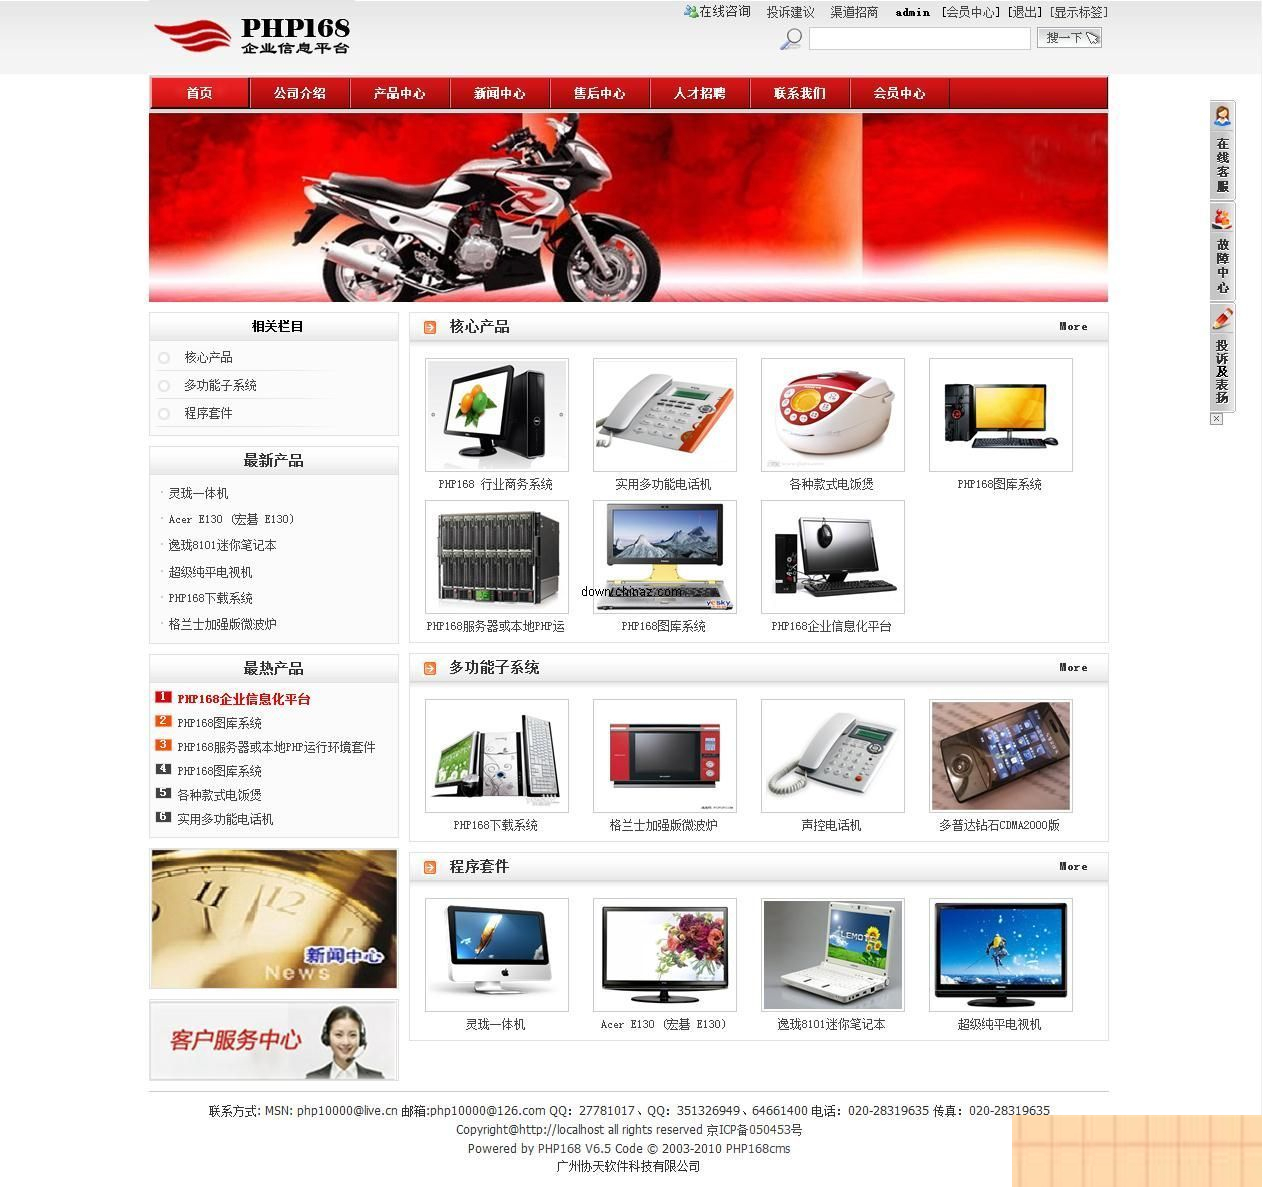 PHP168
企业信息平台
在线咨询 投诉建议 渠道招商 admin [会员中心] [退出] [显示标签]
搜一下
首页 公司介绍 产品中心 新闻中心 售后中心 人才招聘 联系我们 会员中心
在线客服
故障中心
投诉及表扬
相关栏目
核心产品
多功能子系统
程序套件
最新产品
灵珑一体机
Acer E130 (宏碁 E130)
逸珑8101迷你笔记本
超级纯平电视机
PHP168下载系统
格兰士加强版微波炉
最热产品
1 PHP168企业信息化平台
2 PHP168图库系统
3 PHP168服务器或本地PHP运行环境套件
4 PHP168图库系统
5 各种款式电饭煲
6 实用多功能电话机
新闻中心
News
客户服务中心
核心产品 More
PHP168 行业商务系统 实用多功能电话机 各种款式电饭煲 PHP168图库系统
down.chinaz.com
yesky
PHP168服务器或本地PHP运 PHP168图库系统 PHP168企业信息化平台
多功能子系统 More
PHP168下载系统 格兰士加强版微波炉 声控电话机 多普达钻石CDMA2000版
程序套件 More
LEMOTE
灵珑一体机 Acer E130 (宏碁 E130) 逸珑8101迷你笔记本 超级纯平电视机
联系方式: MSN: php10000@live.cn 邮箱:php10000@126.com QQ：27781017、QQ：351326949、64661400 电话：020-28319635 传真：020-28319635
Copyright@http://localhost all rights reserved 京ICP备050453号
Powered by PHP168 V6.5 Code © 2003-2010 PHP168cms
广州协天软件科技有限公司